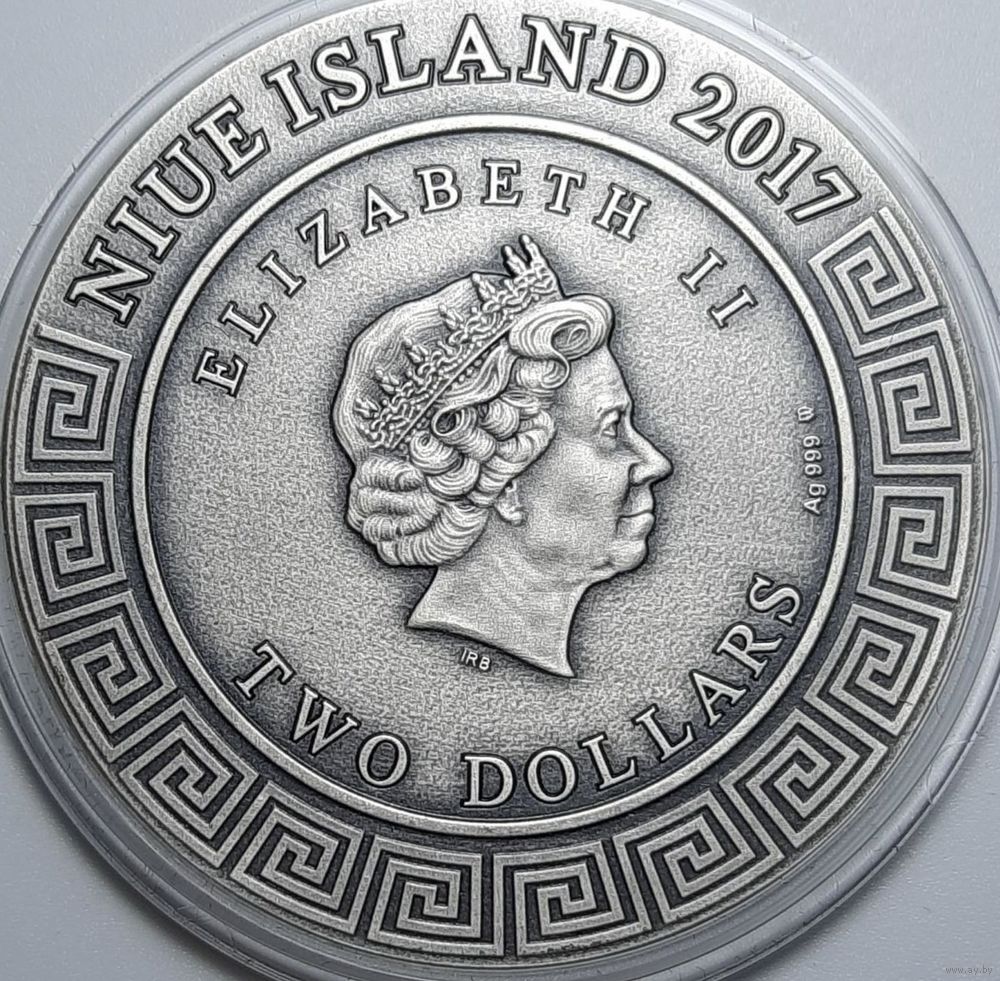 NIUE ISLAND 2017
ELIZABETH II
Ag 999 W
IRB
TWO DOLLARS
www.ay.by